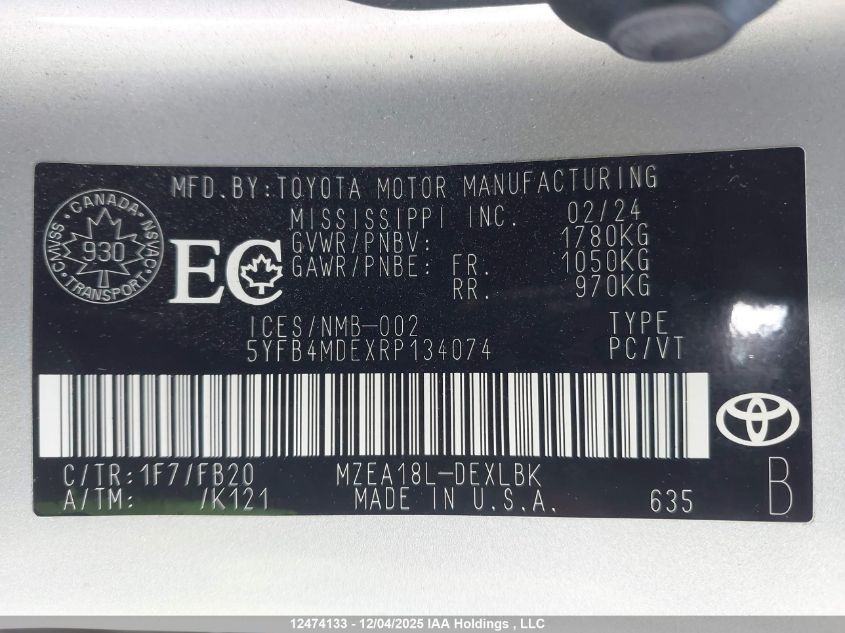 MFD. BY: TOYOTA MOTOR MANUFACTURING
MISSISSIPPI INC. 02/24
GVWR/PNBV: 1780KG
GAWR/PNBE: FR. 1050KG
RR. 970KG
CANADA
CMVSS NSVAC
930
TRANSPORT
EC
ICES/NMB-002 TYPE
5YFB4MDEXRP134074 PC/VT
C/TR: 1F7/FB20 MZEA18L-DEXLBK
A/TM: /K121 MADE IN U.S.A. 635 B
12474133 - 12/04/2025 IAA Holdings , LLC